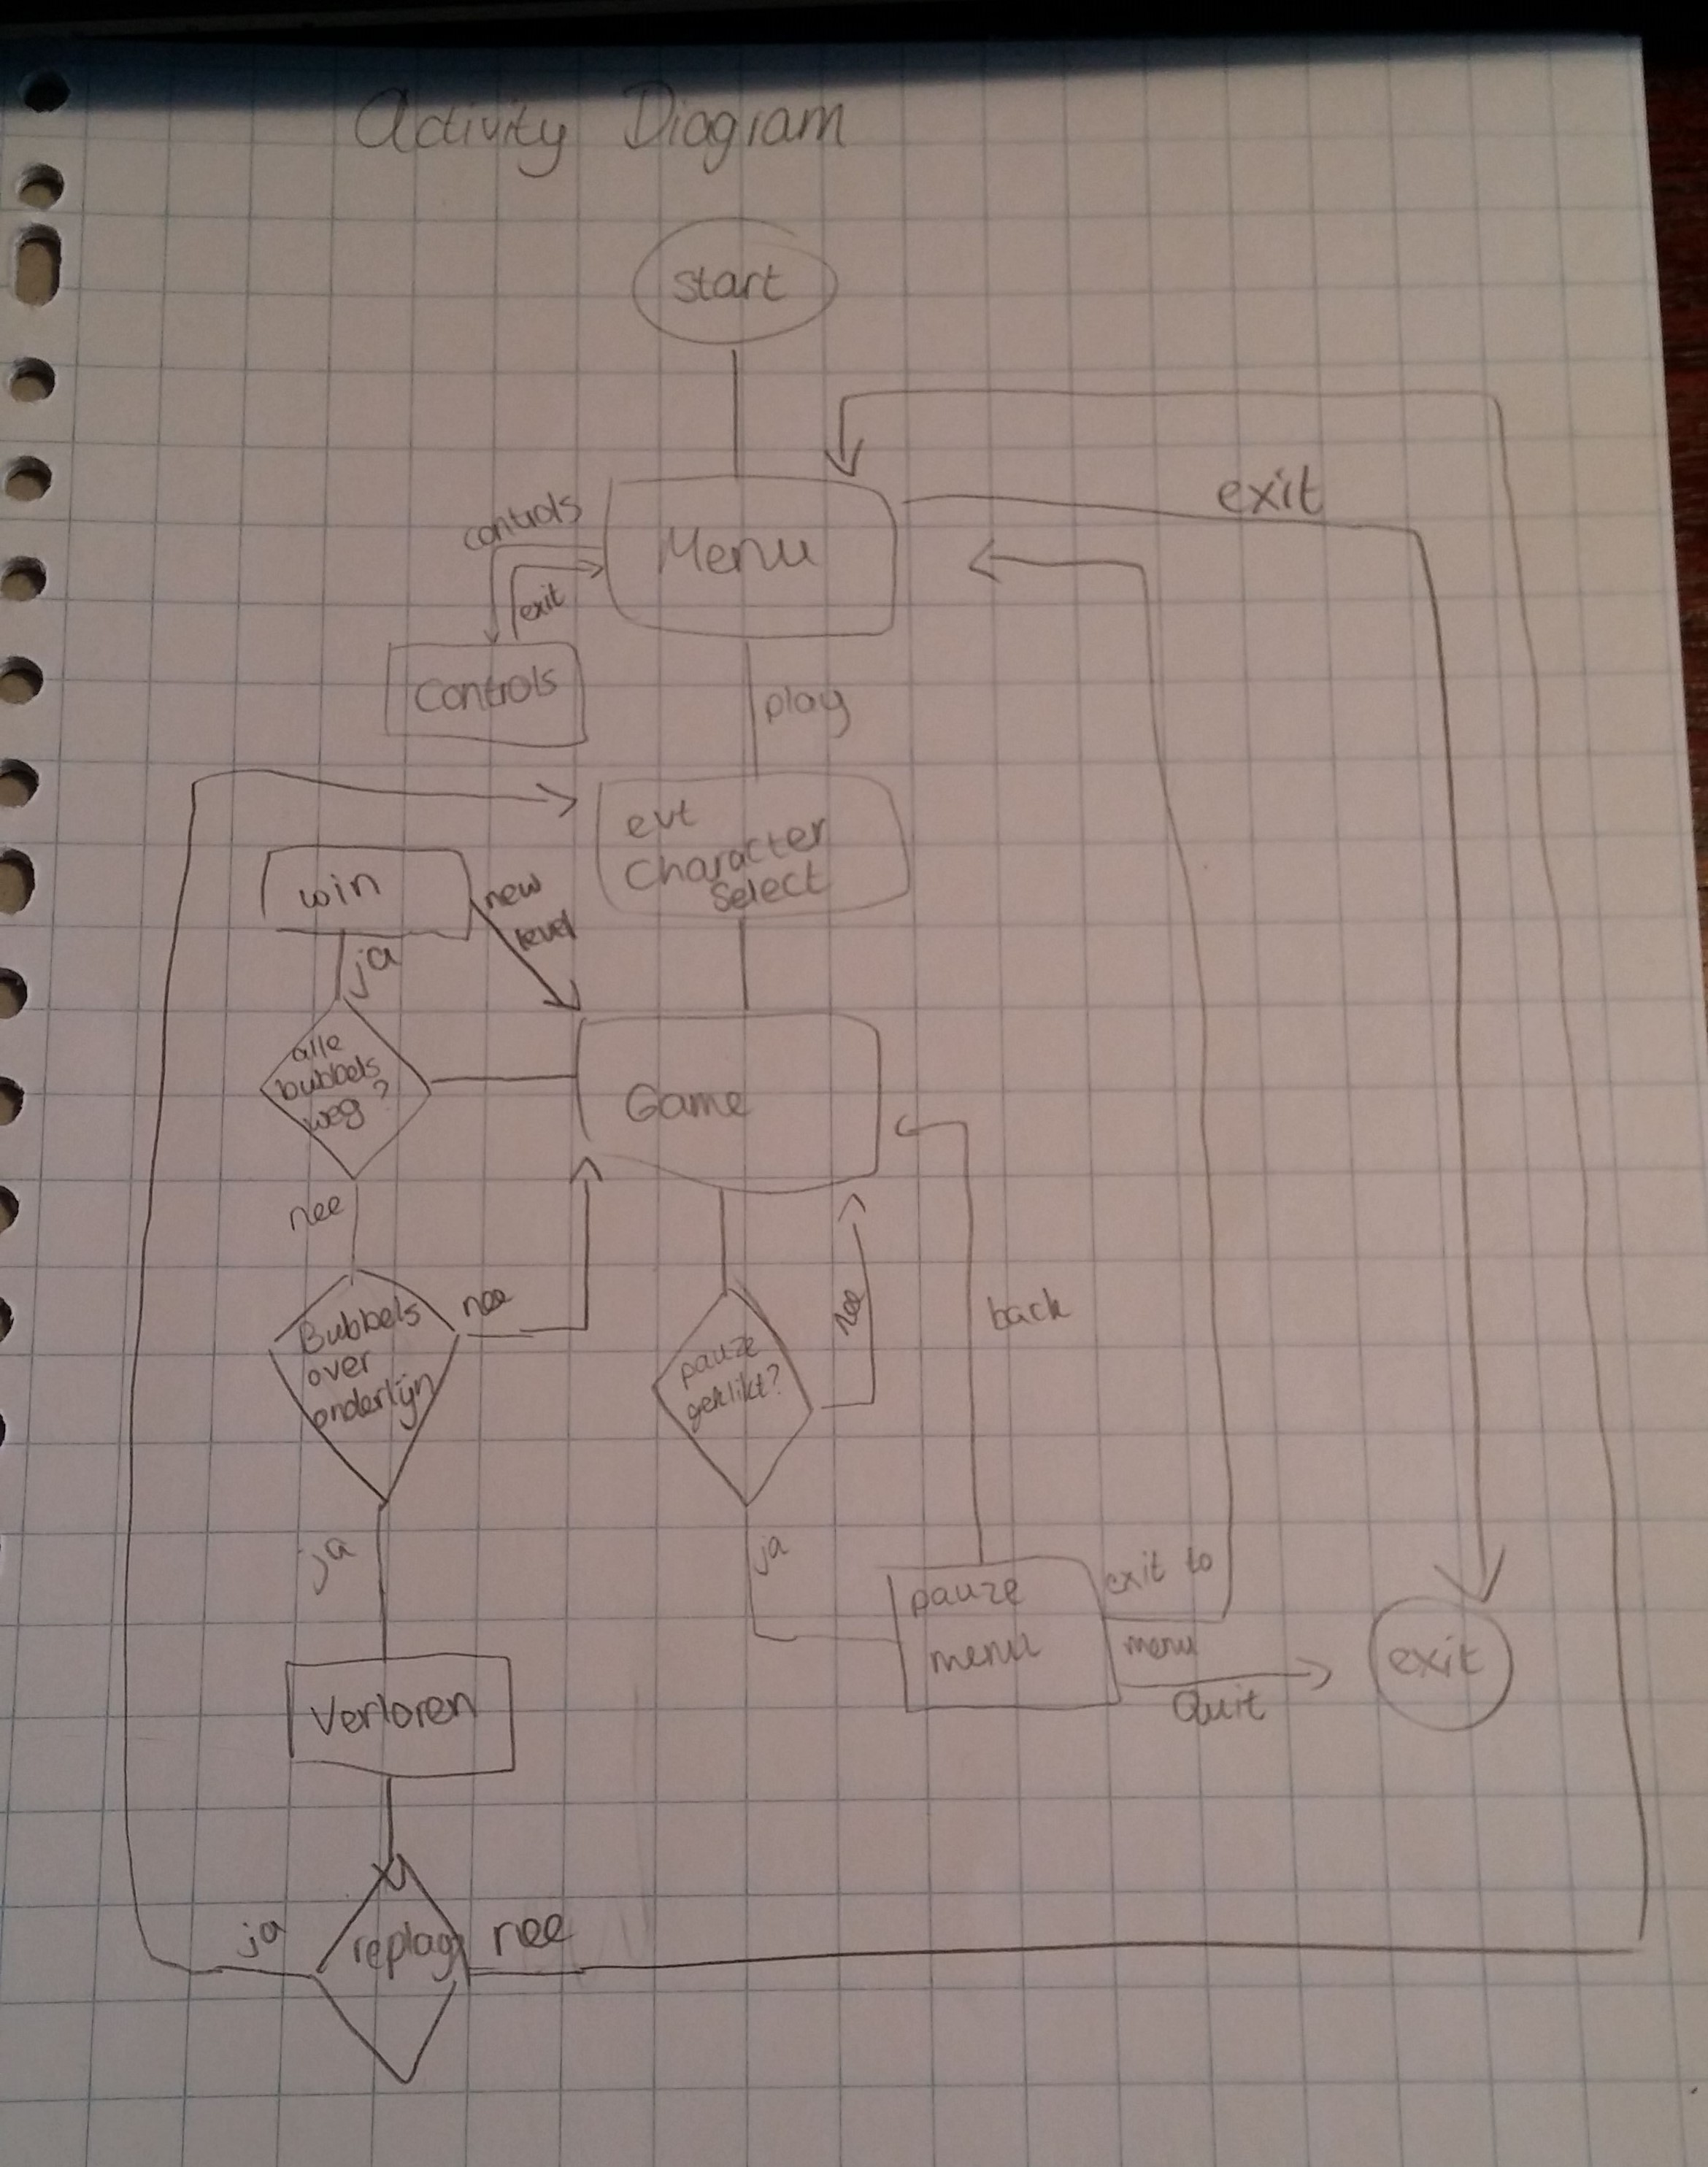 Activity Diagram
start
exit
controls
Menu
exit
Controls
play
evt
Character
Select
win
new
level
ja
alle
bubbels
weg?
Game
nee
Bubbels
over
onderlijn
nee
pauze
geklikt?
nee
back
ja
ja
pauze
menu
exit to
menu
Quit
exit
Verloren
ja
replay
nee